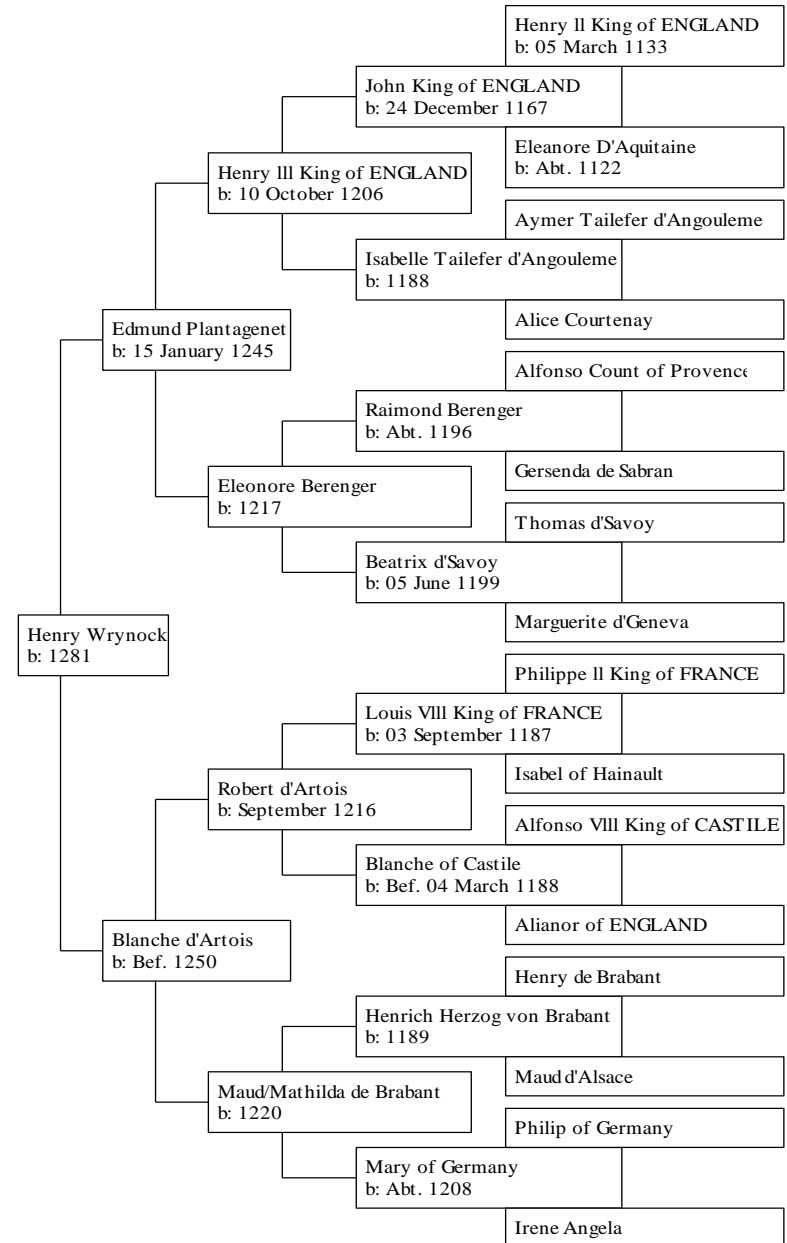 Henry ll King of ENGLAND
b: 05 March 1133
John King of ENGLAND
b: 24 December 1167
Eleanore D'Aquitaine
b: Abt. 1122
Henry lll King of ENGLAND
b: 10 October 1206
Aymer Tailefer d'Angouleme
Isabelle Tailefer d'Angouleme
b: 1188
Alice Courtenay
Edmund Plantagenet
b: 15 January 1245
Alfonso Count of Provence
Raimond Berenger
b: Abt. 1196
Gersenda de Sabran
Eleonore Berenger
b: 1217
Thomas d'Savoy
Beatrix d'Savoy
b: 05 June 1199
Marguerite d'Geneva
Henry Wrynock
b: 1281
Philippe ll King of FRANCE
Louis Vlll King of FRANCE
b: 03 September 1187
Isabel of Hainault
Robert d'Artois
b: September 1216
Alfonso Vlll King of CASTILE
Blanche of Castile
b: Bef. 04 March 1188
Alianor of ENGLAND
Blanche d'Artois
b: Bef. 1250
Henry de Brabant
Henrich Herzog von Brabant
b: 1189
Maud d'Alsace
Maud/Mathilda de Brabant
b: 1220
Philip of Germany
Mary of Germany
b: Abt. 1208
Irene Angela